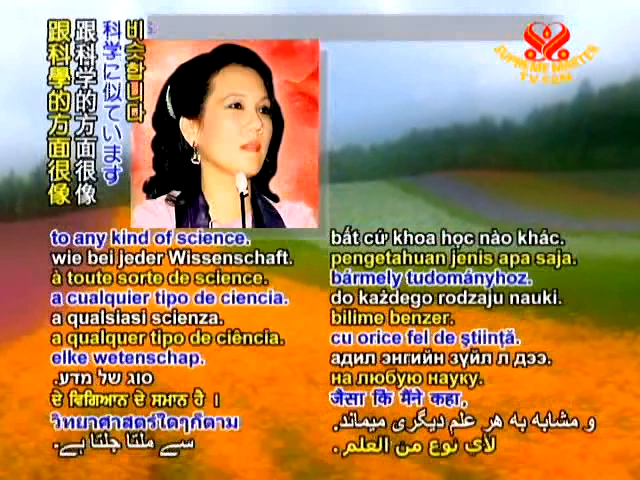 비슷합니다
科学に似ています
跟科学的方面很像
跟科學的方面很像
SUPREME MASTER
TV.COM
to any kind of science.
wie bei jeder Wissenschaft.
à toute sorte de science.
a cualquier tipo de ciencia.
a qualsiasi scienza.
a qualquer tipo de ciência.
elke wetenschap.
סוג של מדע.
ਦੇ ਵਿਗਿਆਨ ਦੇ ਸਮਾਨ ਹੈ।
วิทยาศาสตร์ใดๆก็ตาม
سے ملتا جلتا ہے.
bất cứ khoa học nào khác.
pengetahuan jenis apa saja.
bármely tudományhoz.
do każdego rodzaju nauki.
bilime benzer.
cu orice fel de ştiinţă.
адил энгийн зүйл л дээ.
на любую науку.
जैसा कि मैंने कहा,
و مشابه به هر علم دیگری میماند.
لأي نوع من العلم.